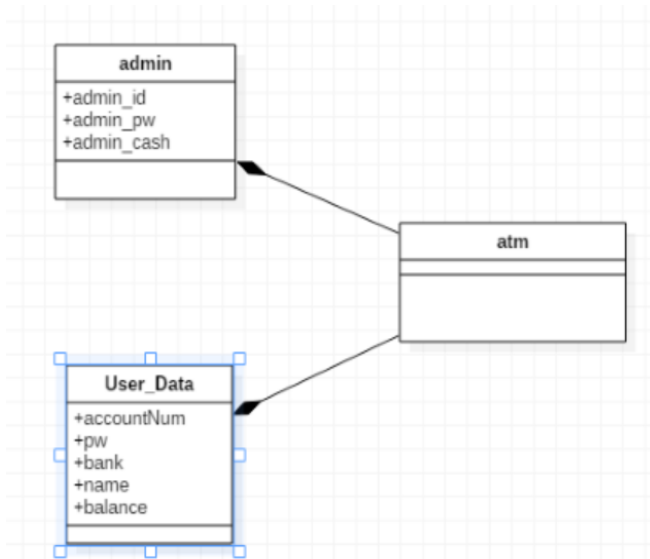 admin
+admin_id
+admin_pw
+admin_cash
atm
User_Data
+accountNum
+pw
+bank
+name
+balance